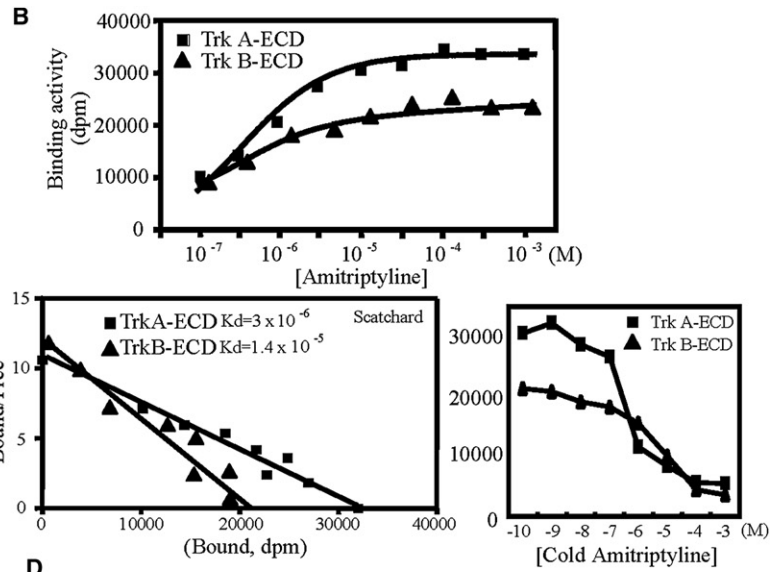 B
40000
30000
20000
10000
0
Binding activity
(dpm)
Trk A-ECD
Trk B-ECD
10 -7
10 -6
10 -5
10 -4
10 -3 (M)
[Amitriptyline]
15
10
5
0
TrkA-ECD Kd=3 x 10 -6
TrkB-ECD Kd=1.4 x 10 -5
Scatchard
0
10000
20000
30000
40000
(Bound, dpm)
30000
20000
10000
0
Trk A-ECD
Trk B-ECD
-10 -9 -8 -7 -6 -5 -4 -3 (M)
[Cold Amitriptyline]
D